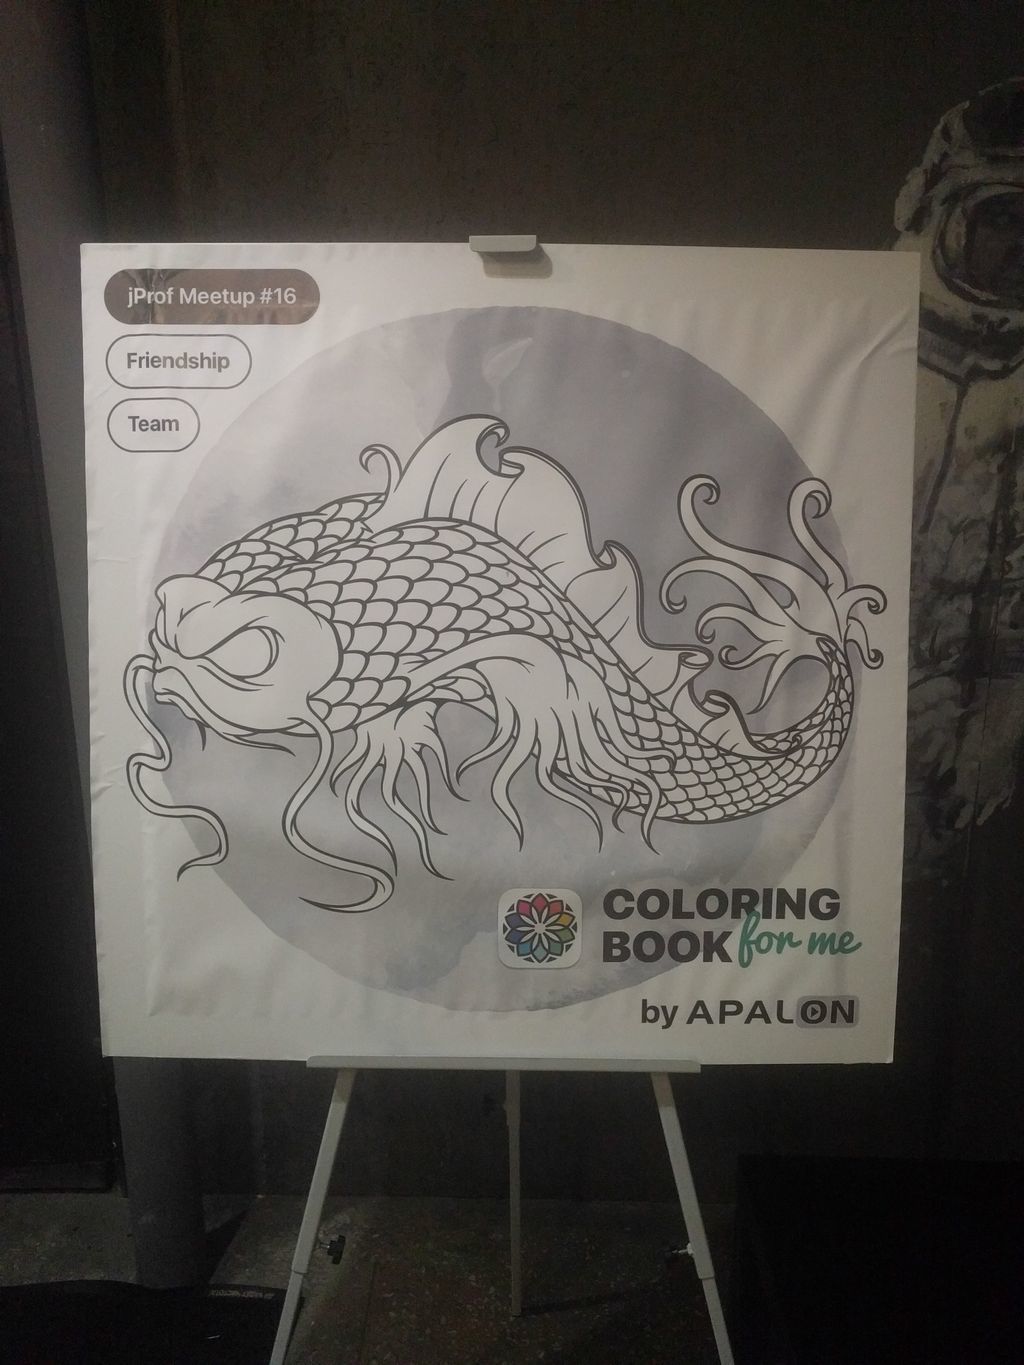 jProf Meetup #16
Friendship
Team
COLORING
BOOK for me
by APALON